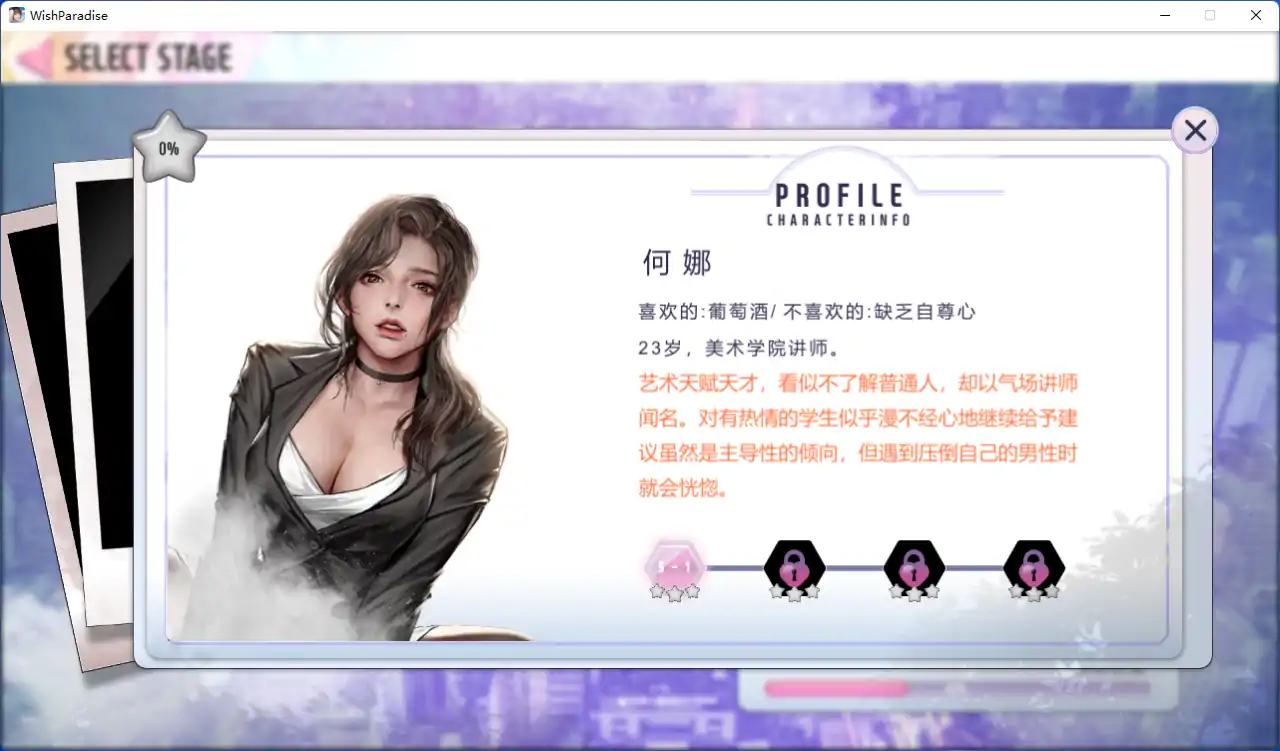 WishParadise
SELECT STAGE
0%
PROFILE
CHARACTERINFO
何 娜
喜欢的:葡萄酒/ 不喜欢的:缺乏自尊心
23岁，美术学院讲师。
艺术天赋天才，看似不了解普通人，却以气场讲师
闻名。对有热情的学生似乎漫不经心地继续给予建
议虽然是主导性的倾向，但遇到压倒自己的男性时
就会恍惚。